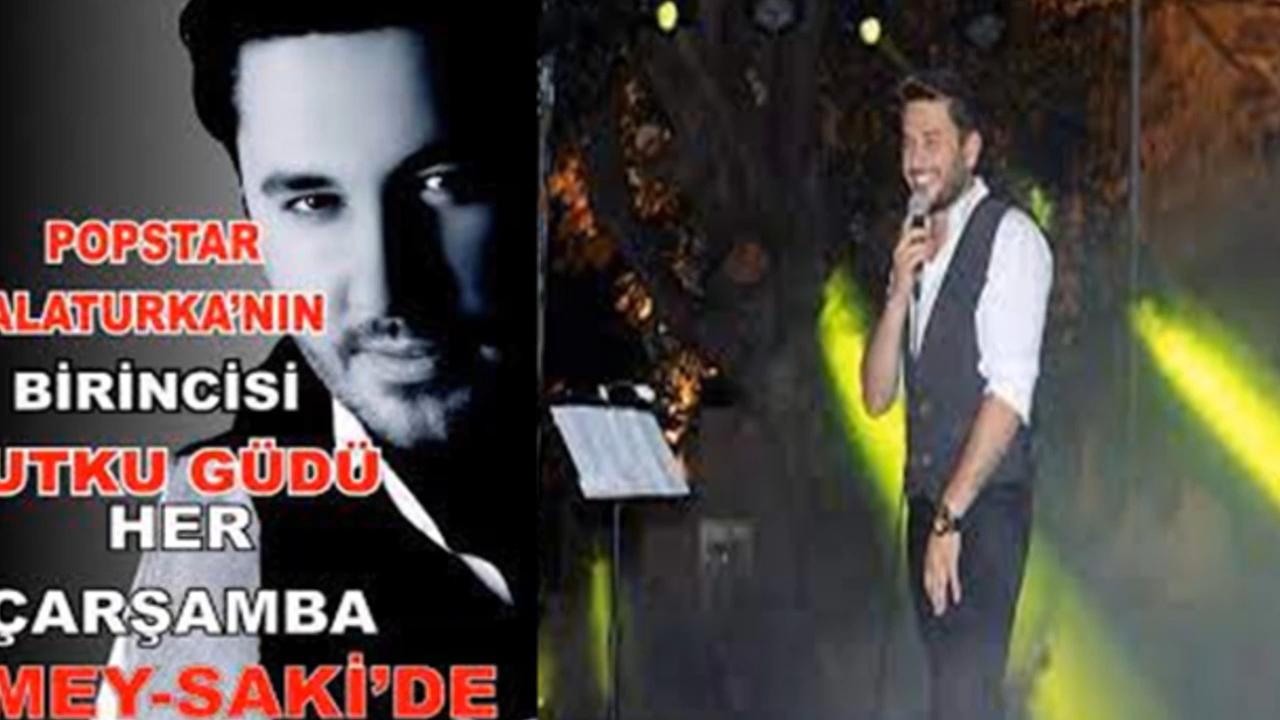 POPSTAR
ALATURKA'NIN
BİRİNCİSİ
UTKU GÜDÜ
HER
ÇARŞAMBA
MEY-SAKİ'DE